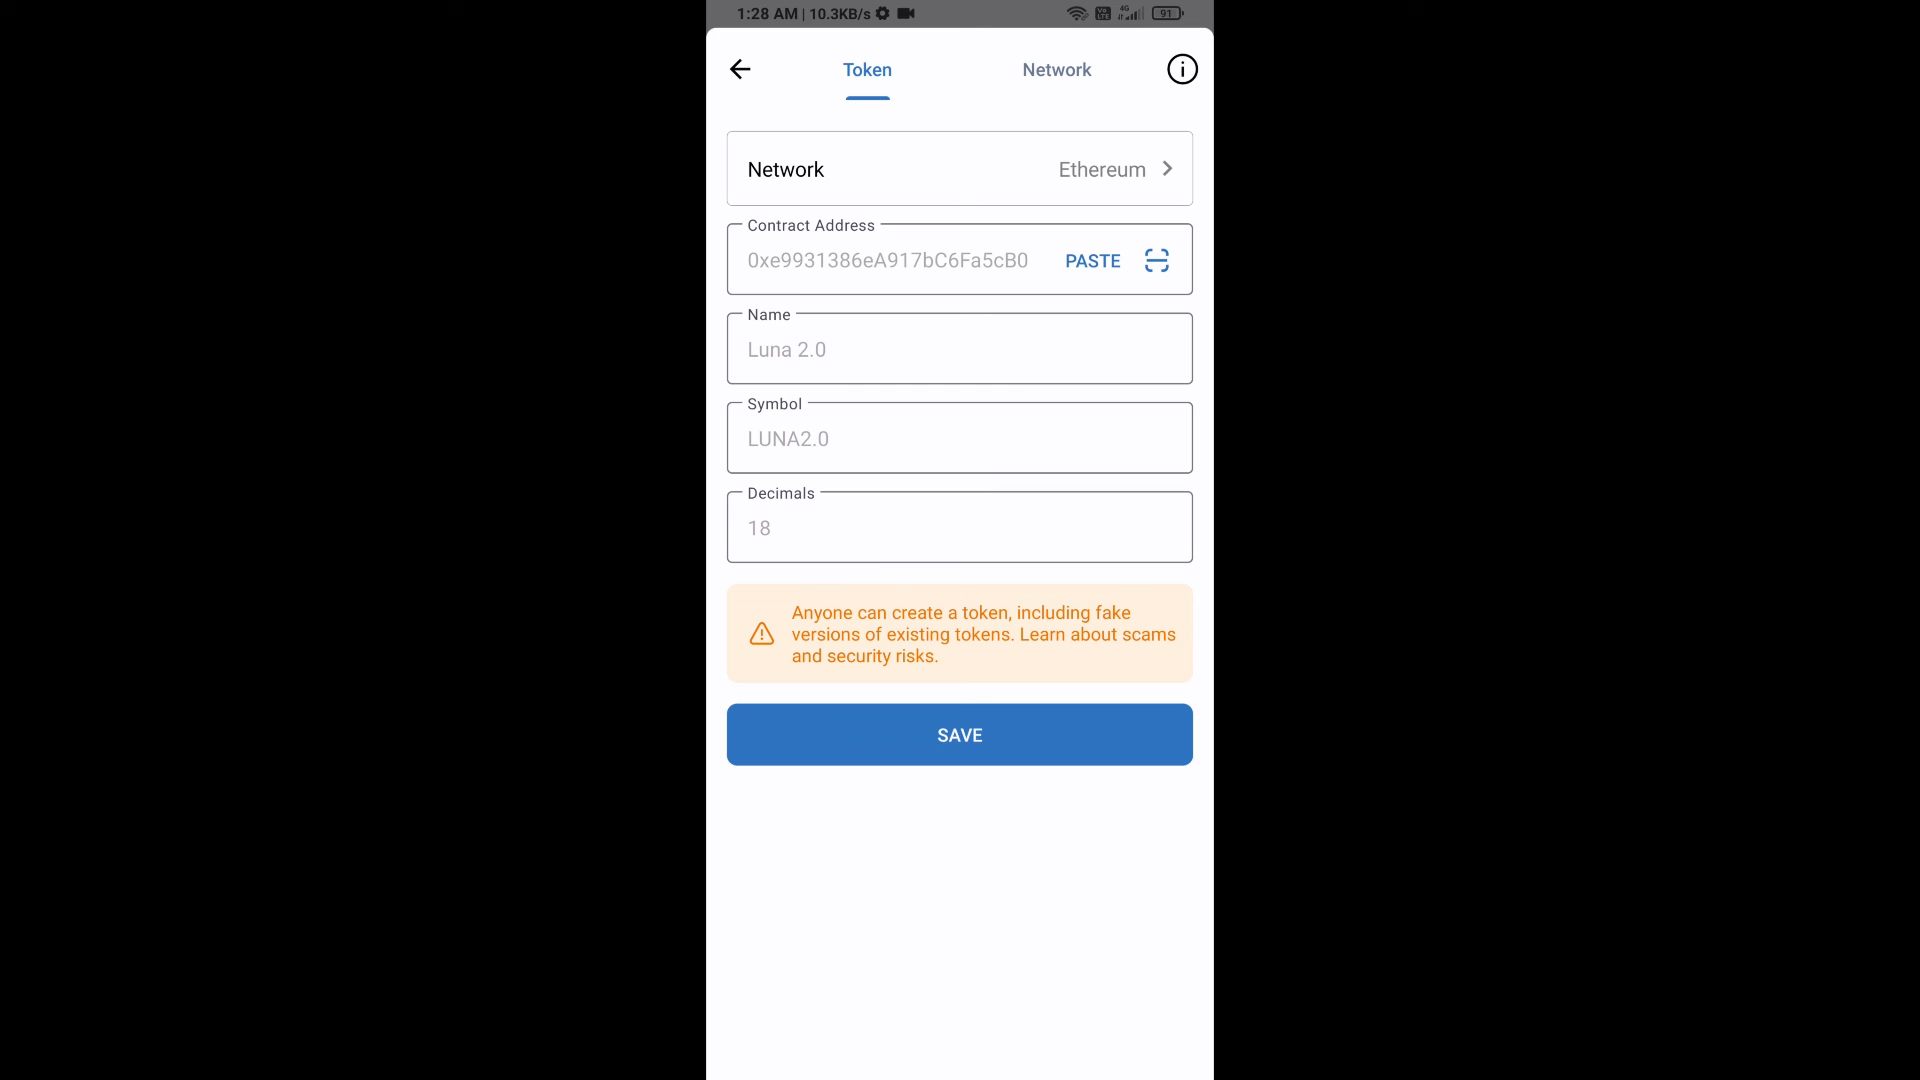 1:28 AM | 10.3KB/s 4G 91
Token
Network
Network
Ethereum
Contract Address
0xe9931386eA917bC6Fa5cB0
PASTE
Name
Luna 2.0
Symbol
LUNA2.0
Decimals
18
Anyone can create a token, including fake
versions of existing tokens. Learn about scams
and security risks.
SAVE